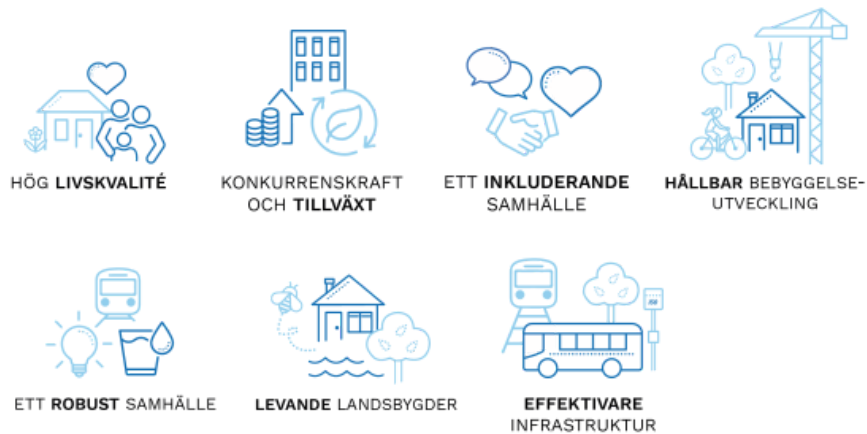 HÖG LIVSKVALITÉ
KONKURRENSKRAFT
OCH TILLVÄXT
ETT INKLUDERANDE
SAMHÄLLE
HÅLLBAR BEBYGGELSE-
UTVECKLING
ETT ROBUST SAMHÄLLE
LEVANDE LANDSBYGDER
EFFEKTIVARE
INFRASTRUKTUR